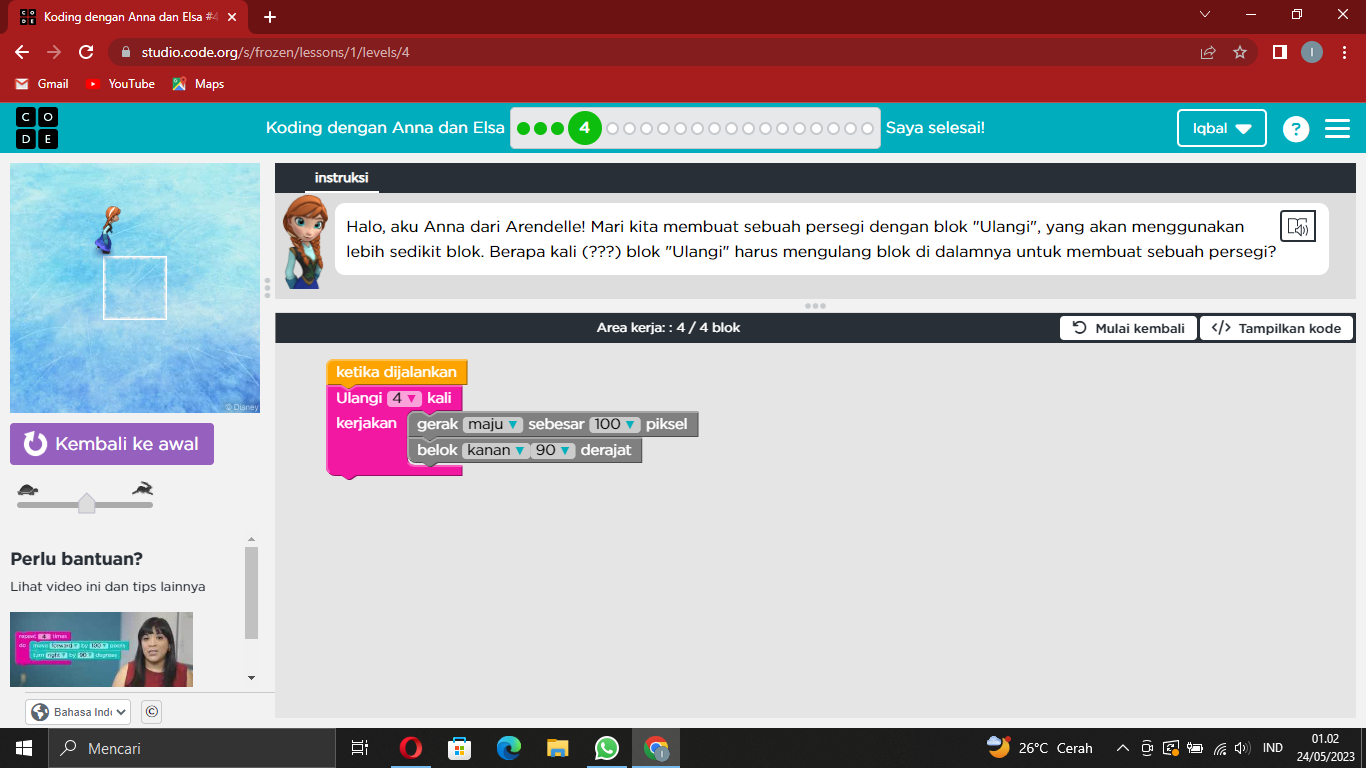 Koding dengan Anna dan Elsa #4
studio.code.org/s/frozen/lessons/1/levels/4
I
Gmail
YouTube
Maps
C O
D E
Koding dengan Anna dan Elsa
4
Saya selesai!
Iqbal
?
instruksi
Halo, aku Anna dari Arendelle! Mari kita membuat sebuah persegi dengan blok "Ulangi", yang akan menggunakan
lebih sedikit blok. Berapa kali (???) blok "Ulangi" harus mengulang blok di dalamnya untuk membuat sebuah persegi?
Area kerja: : 4 / 4 blok
Mulai kembali
</> Tampilkan kode
© Disney
ketika dijalankan
Ulangi 4 kali
kerjakan
gerak maju sebesar 100 piksel
belok kanan 90 derajat
Kembali ke awal
Perlu bantuan?
Lihat video ini dan tips lainnya
repeat 4 times
do move forward by 100 pixels
turn right by 90 degrees
Bahasa Ind
©
Mencari
26°C Cerah
IND
01.02
24/05/2023